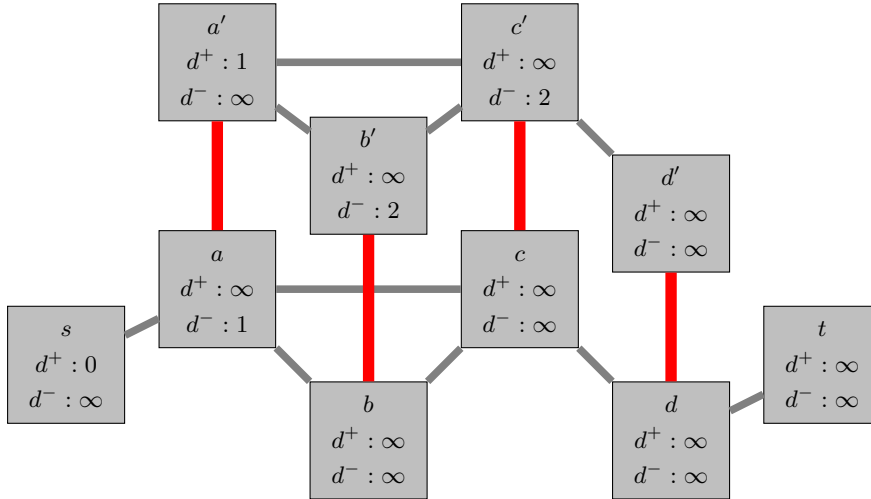 a′
d⁺ : 1
d⁻ : ∞
c′
d⁺ : ∞
d⁻ : 2
b′
d⁺ : ∞
d⁻ : 2
d′
d⁺ : ∞
d⁻ : ∞
a
d⁺ : ∞
d⁻ : 1
c
d⁺ : ∞
d⁻ : ∞
s
d⁺ : 0
d⁻ : ∞
t
d⁺ : ∞
d⁻ : ∞
b
d⁺ : ∞
d⁻ : ∞
d
d⁺ : ∞
d⁻ : ∞